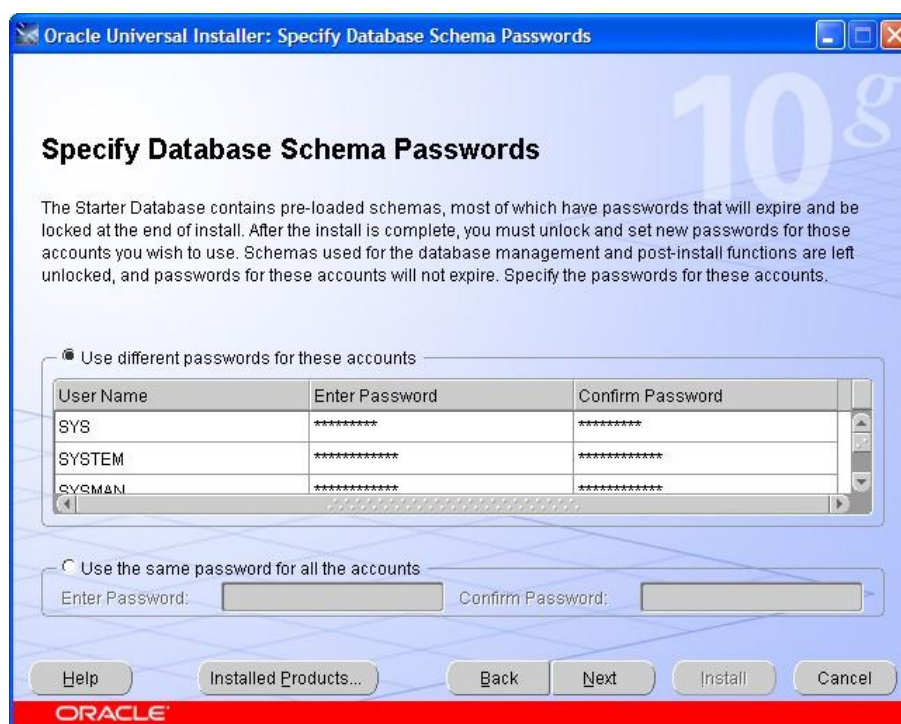 Oracle Universal Installer: Specify Database Schema Passwords
10g
Specify Database Schema Passwords
The Starter Database contains pre-loaded schemas, most of which have passwords that will expire and be
locked at the end of install. After the install is complete, you must unlock and set new passwords for those
accounts you wish to use. Schemas used for the database management and post-install functions are left
unlocked, and passwords for these accounts will not expire. Specify the passwords for these accounts.
Use different passwords for these accounts
User Name Enter Password Confirm Password
SYS ********* *********
SYSTEM ************ ************
SYSMAN ************ ************
Use the same password for all the accounts
Enter Password: Confirm Password:
Help Installed Products... Back Next Install Cancel
ORACLE